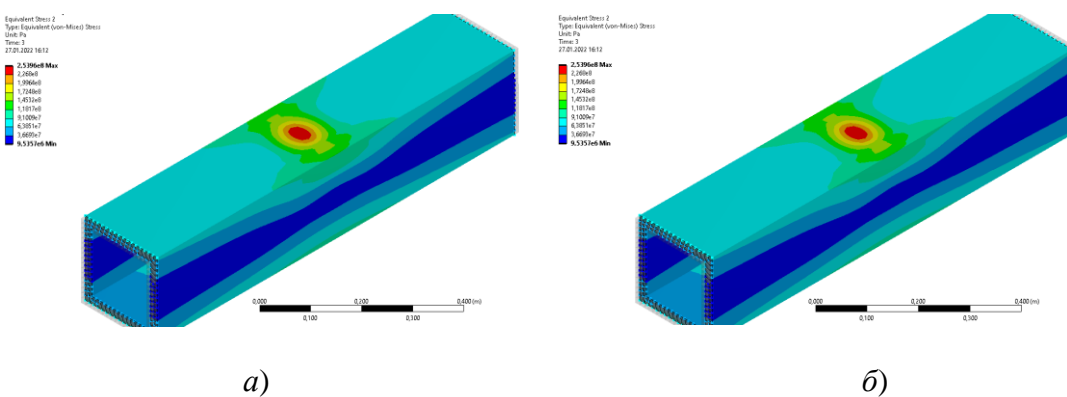 Equivalent Stress 2
Type: Equivalent (von-Mises) Stress
Unit: Pa
Time: 3
27.01.2022 16:12
2,5396e8 Max
2,268e8
1,9964e8
1,7248e8
1,4532e8
1,1817e8
9,1009e7
6,3851e7
3,6693e7
9,5357e6 Min
0,000
0,200
0,400 (m)
0,100
0,300
а)
Equivalent Stress 2
Type: Equivalent (von-Mises) Stress
Unit: Pa
Time: 3
27.01.2022 16:12
2,5396e8 Max
2,268e8
1,9964e8
1,7248e8
1,4532e8
1,1817e8
9,1009e7
6,3851e7
3,6693e7
9,5357e6 Min
0,000
0,200
0,400 (m)
0,100
0,300
б)